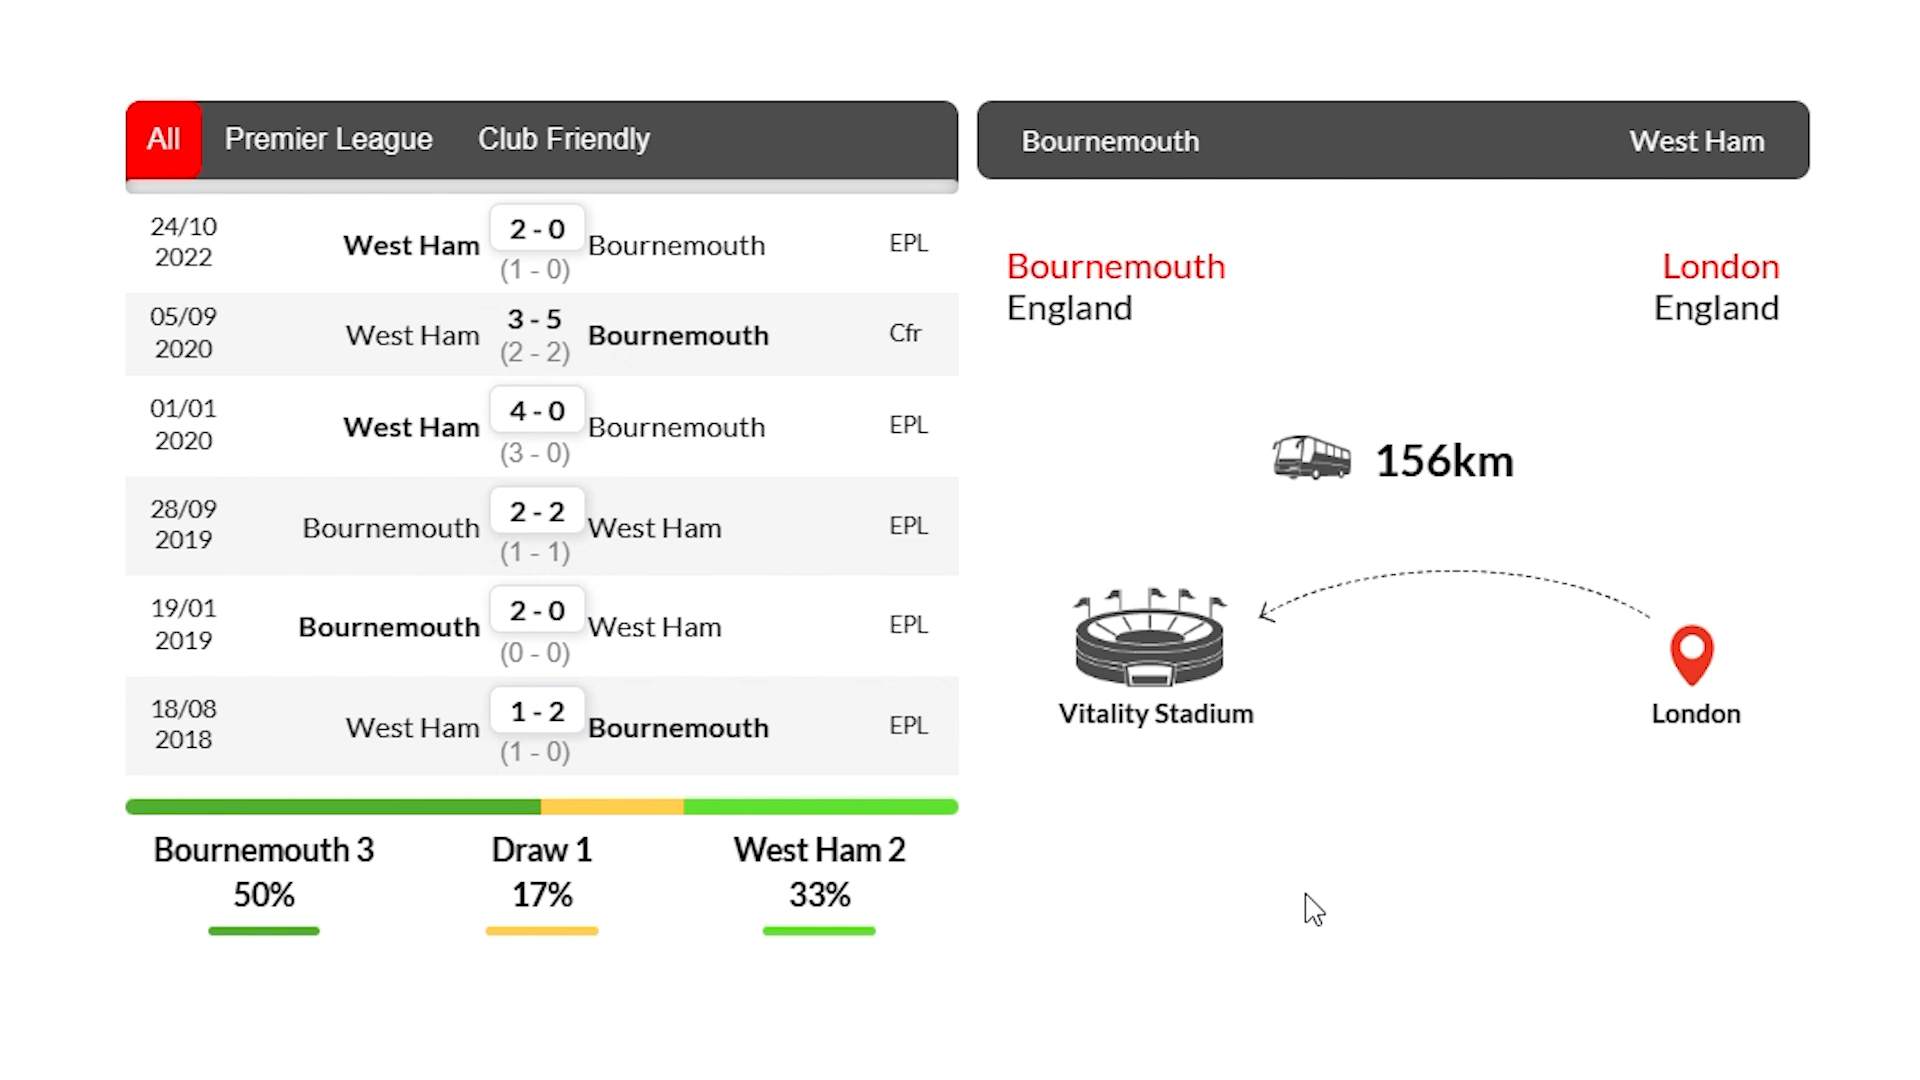 All Premier League Club Friendly
24/10
2022
West Ham 2 - 0 Bournemouth EPL
(1 - 0)
05/09
2020
West Ham 3 - 5 Bournemouth Cfr
(2 - 2)
01/01
2020
West Ham 4 - 0 Bournemouth EPL
(3 - 0)
28/09
2019
Bournemouth 2 - 2 West Ham EPL
(1 - 1)
19/01
2019
Bournemouth 2 - 0 West Ham EPL
(0 - 0)
18/08
2018
West Ham 1 - 2 Bournemouth EPL
(1 - 0)
Bournemouth 3 Draw 1 West Ham 2
50% 17% 33%
Bournemouth West Ham
Bournemouth London
England England
156km
Vitality Stadium London